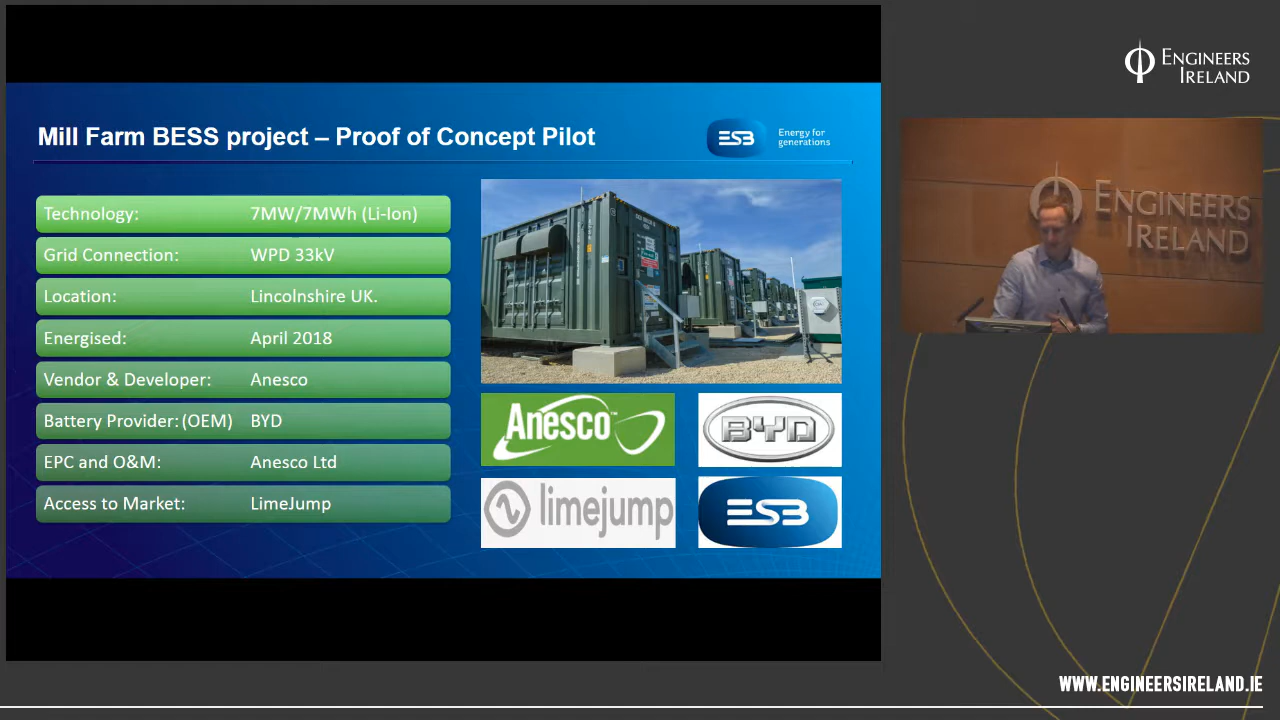 ENGINEERS
IRELAND
Mill Farm BESS project – Proof of Concept Pilot
ESB
Energy for
generations
Technology: 7MW/7MWh (Li-Ion)
Grid Connection: WPD 33kV
Location: Lincolnshire UK.
Energised: April 2018
Vendor & Developer: Anesco
Battery Provider: (OEM) BYD
EPC and O&M: Anesco Ltd
Access to Market: LimeJump
Anesco™
BYD
limejump
ESB
ENGINEERS
IRELAND
WWW.ENGINEERSIRELAND.IE